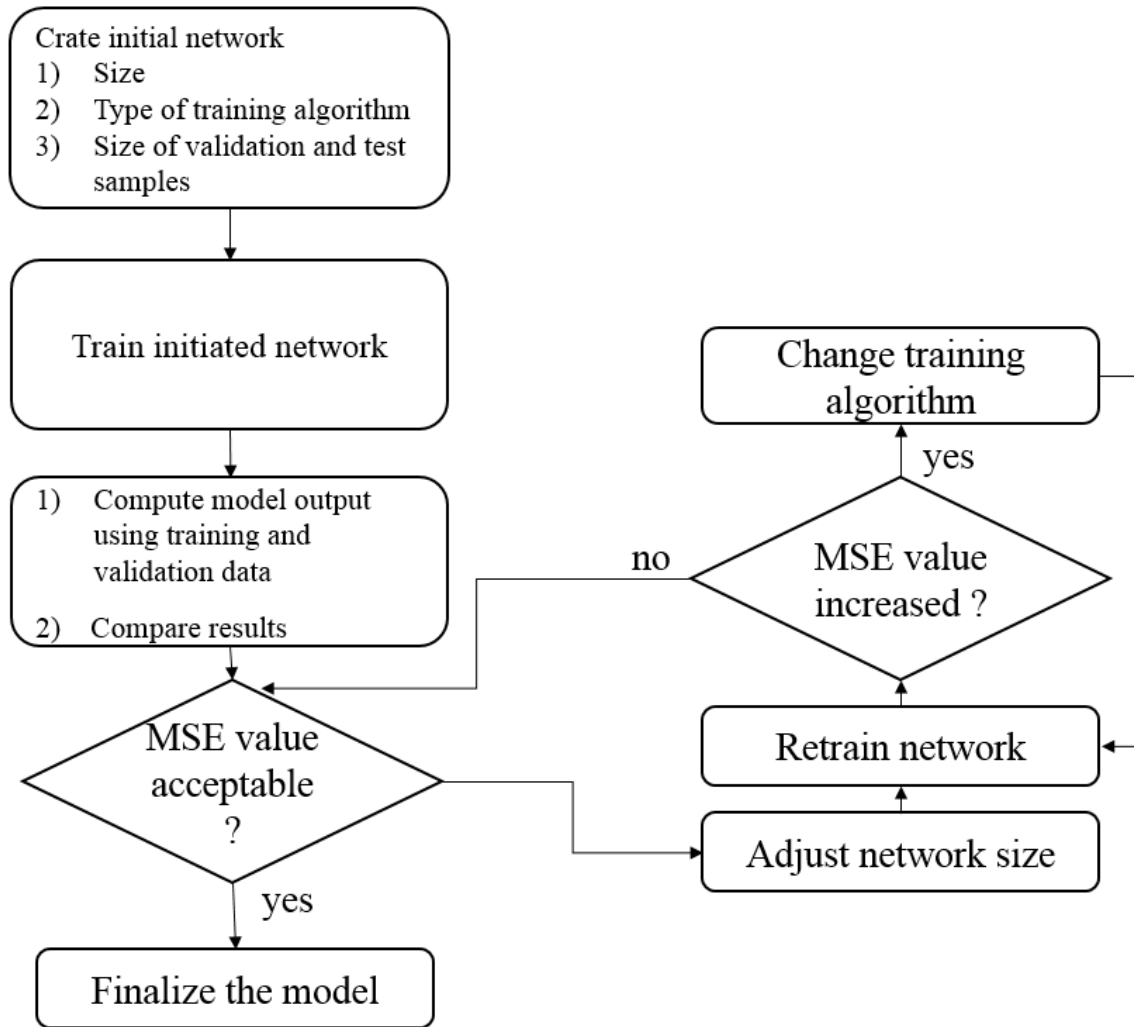 Crate initial network
1) Size
2) Type of training algorithm
3) Size of validation and test
samples
Train initiated network
1) Compute model output
using training and
validation data
2) Compare results
MSE value
acceptable
?
yes
Finalize the model
Change training
algorithm
yes
MSE value
increased ?
no
Retrain network
Adjust network size